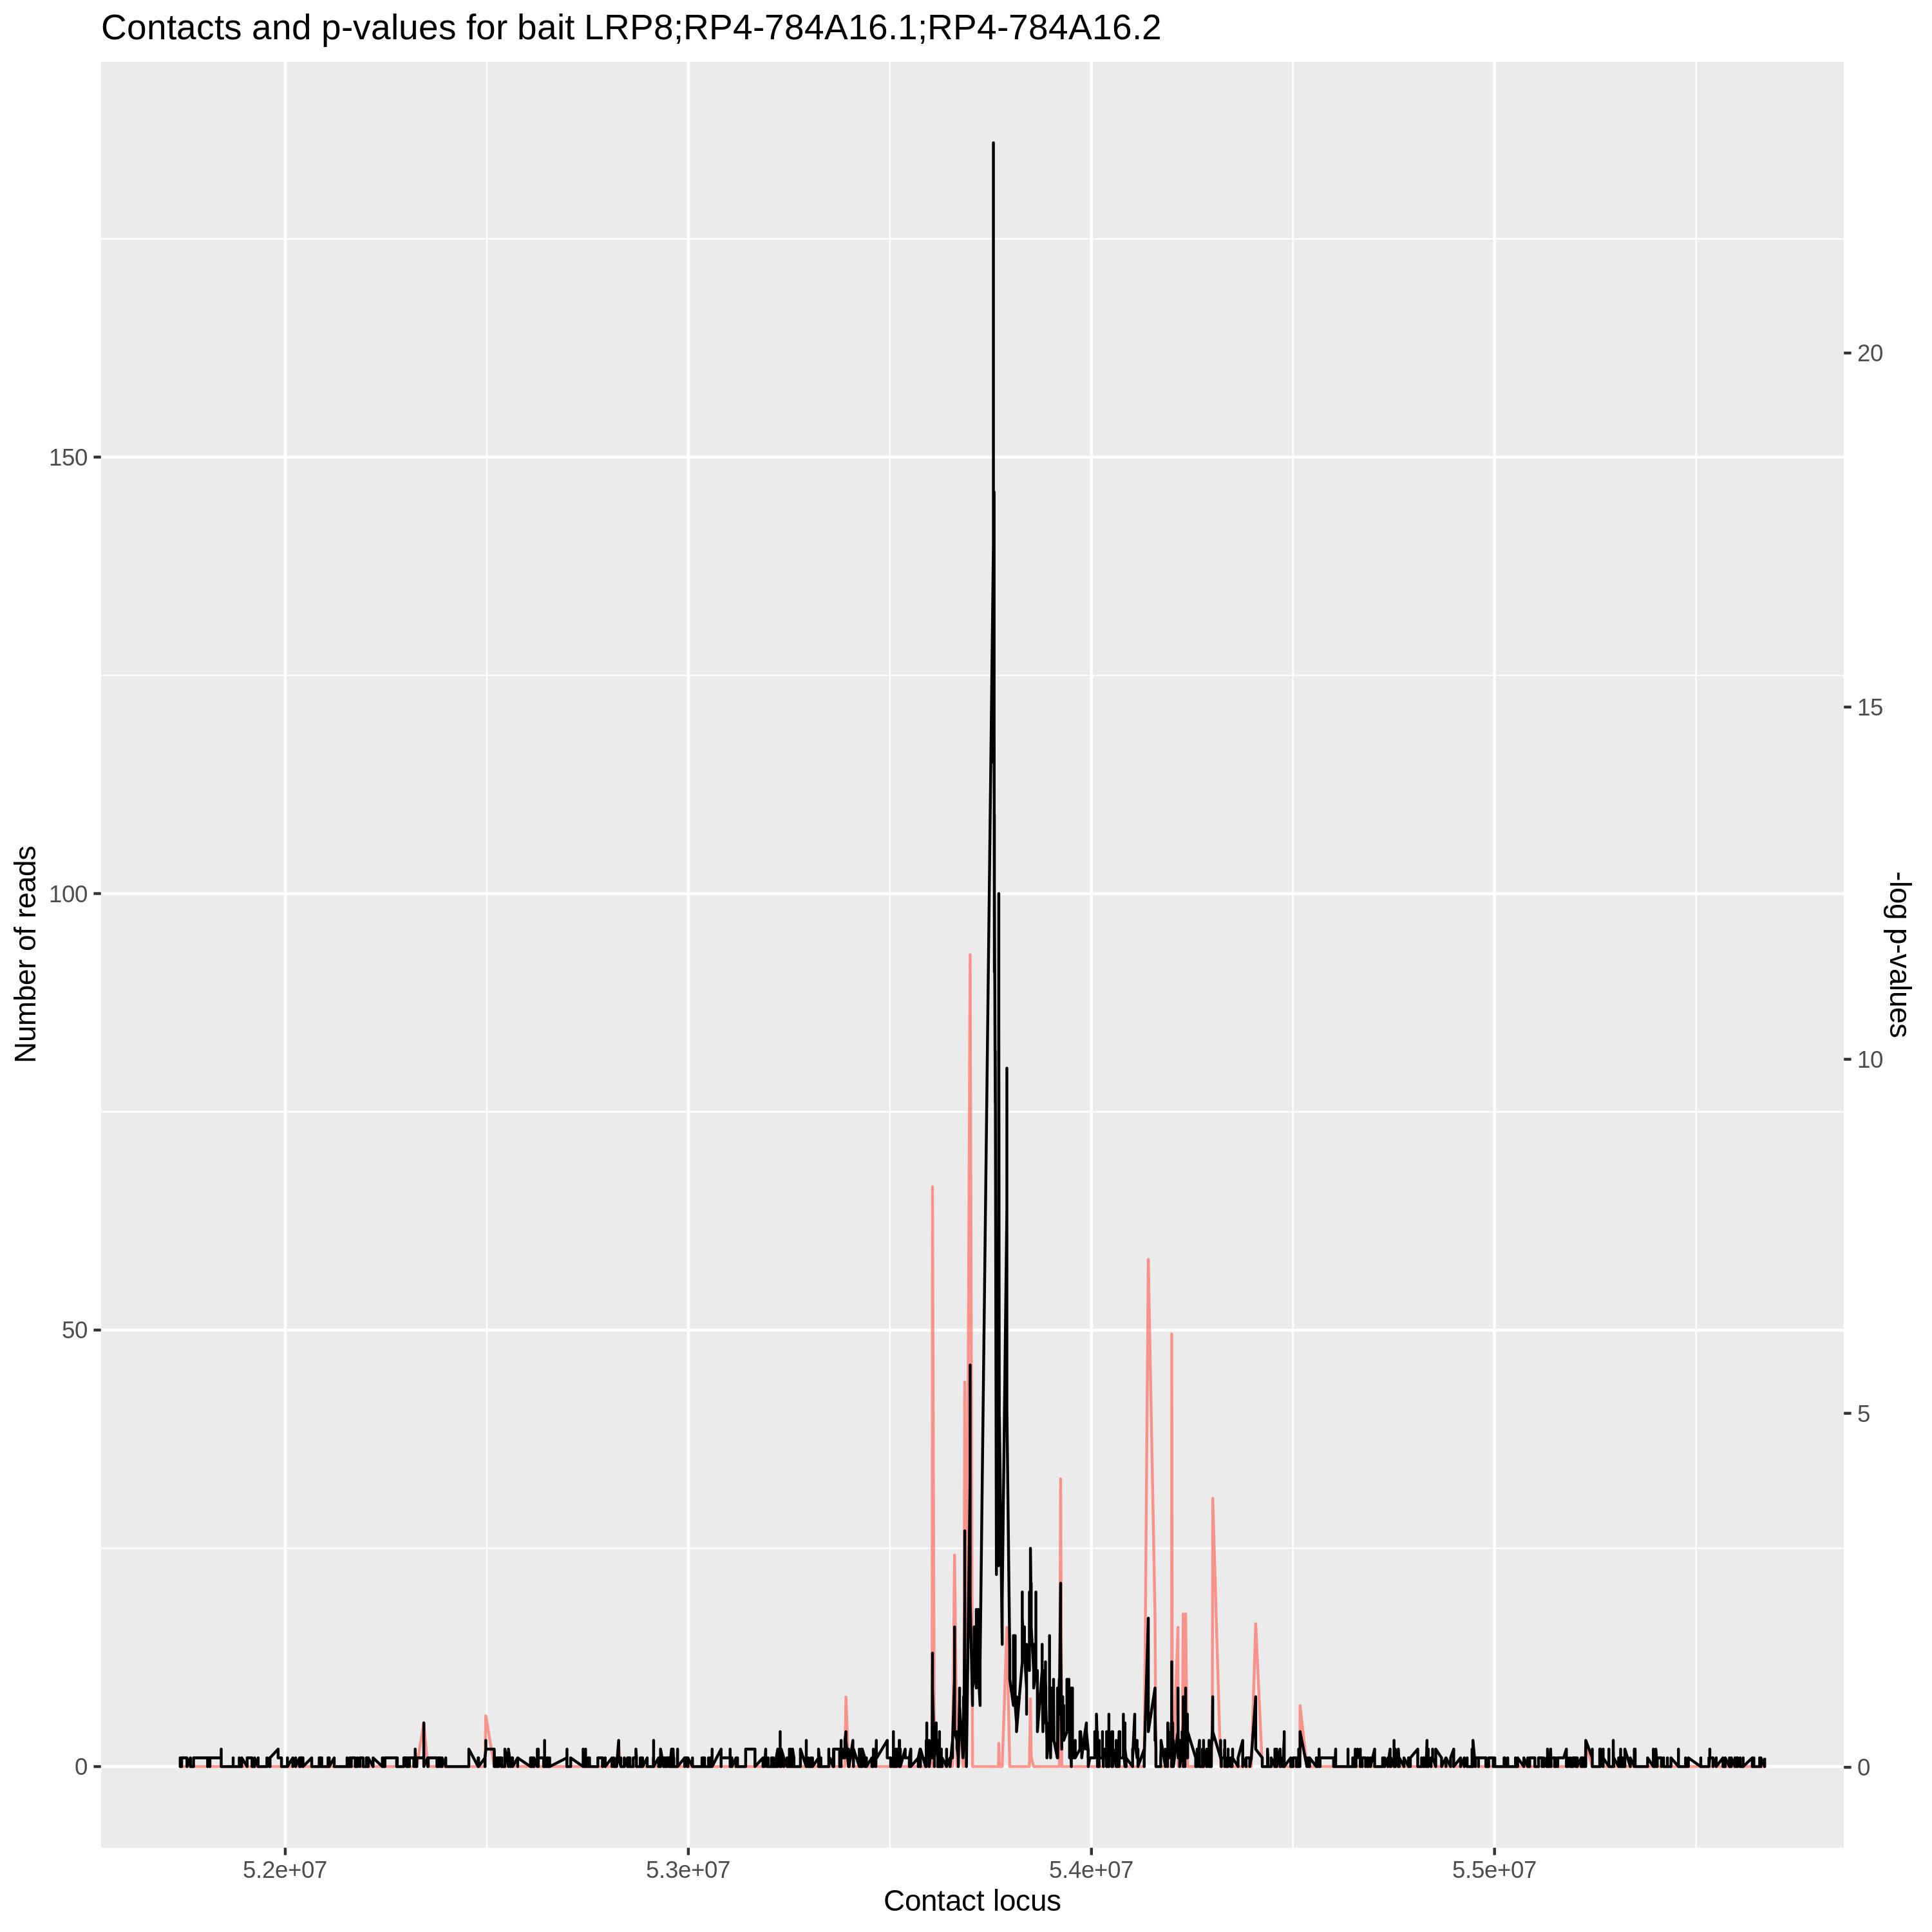 Contacts and p-values for bait LRP8;RP4-784A16.1;RP4-784A16.2
150
100
50
0
Number of reads
20
15
10
5
0
-log p-values
5.2e+07
5.3e+07
5.4e+07
5.5e+07
Contact locus